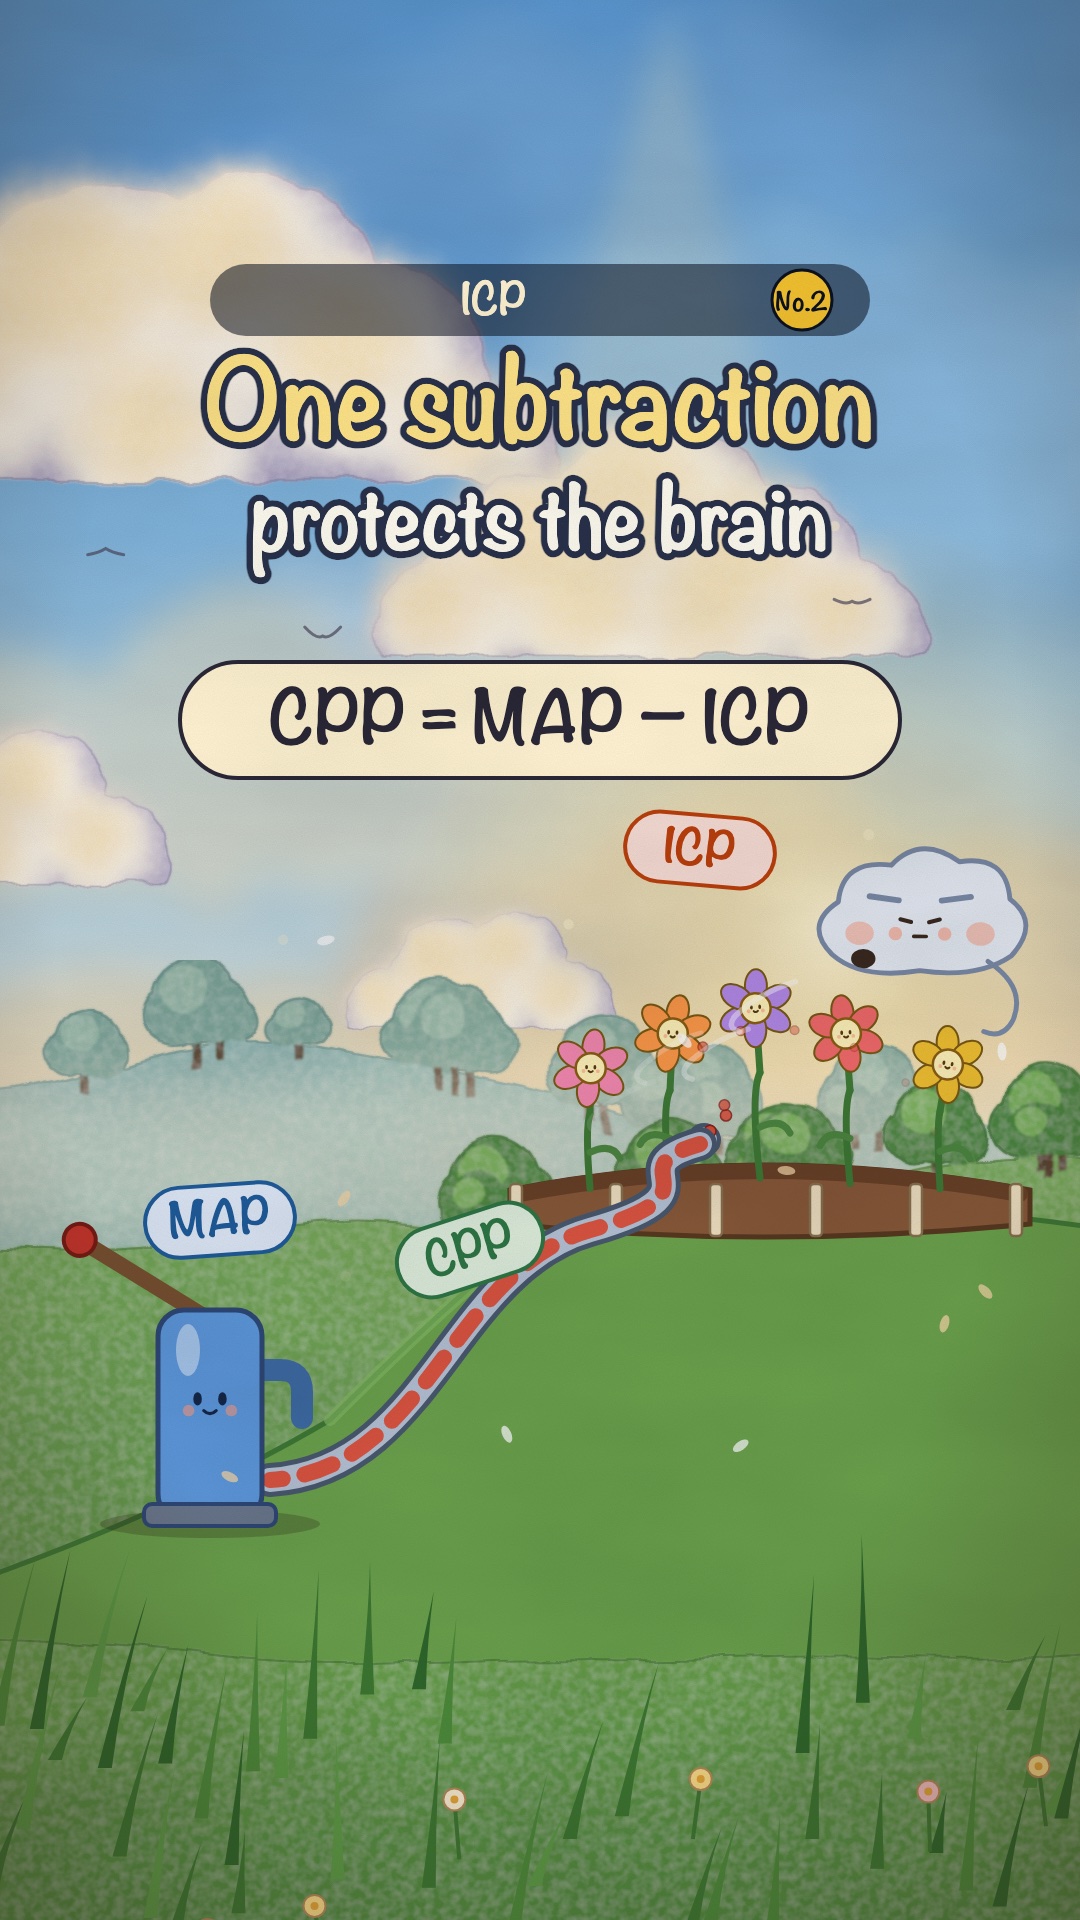 ICP No.2
One subtraction
protects the brain
CPP = MAP – ICP
ICP
MAP
CPP